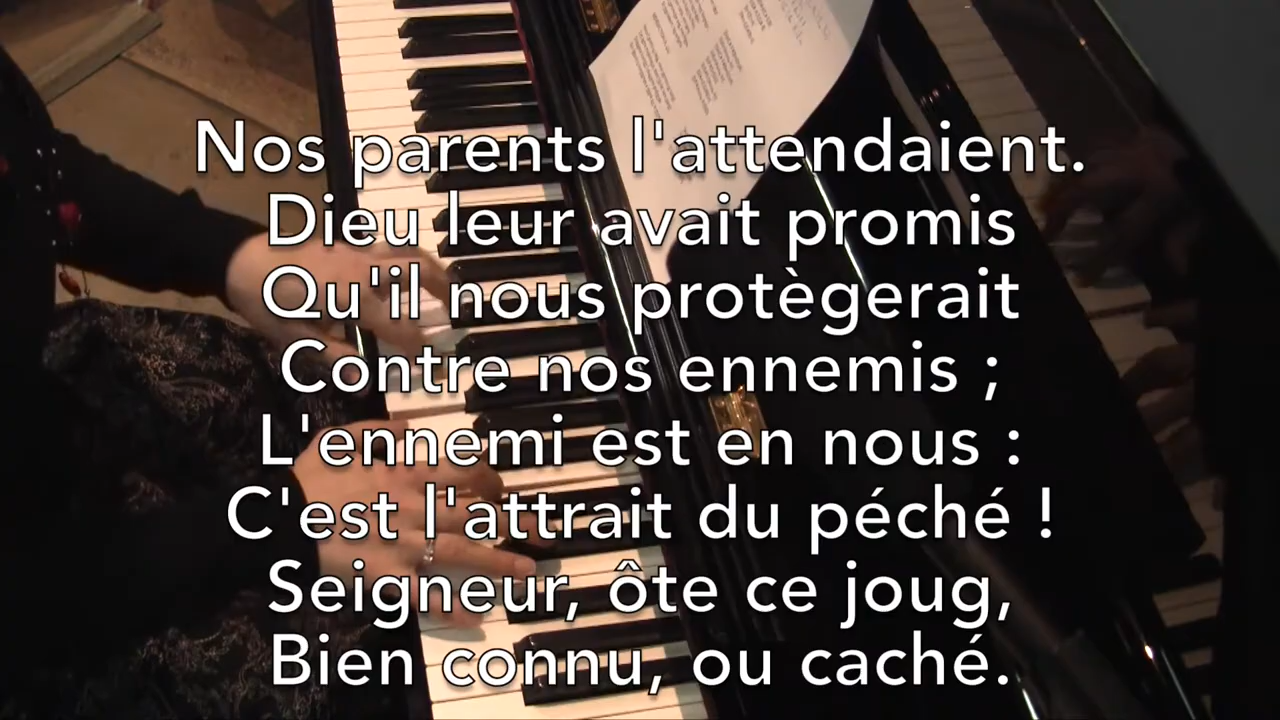 Nos parents l'attendaient.
Dieu leur avait promis
Qu'il nous protègerait
Contre nos ennemis ;
L'ennemi est en nous :
C'est l'attrait du péché !
Seigneur, ôte ce joug,
Bien connu, ou caché.